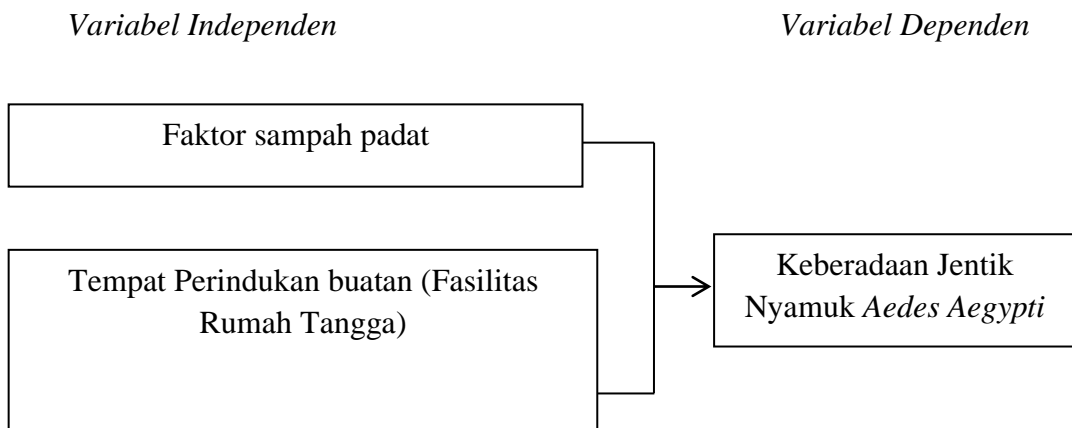 Variabel Independen
Variabel Dependen
Faktor sampah padat
Tempat Perindukan buatan (Fasilitas
Rumah Tangga)
Keberadaan Jentik
Nyamuk Aedes Aegypti